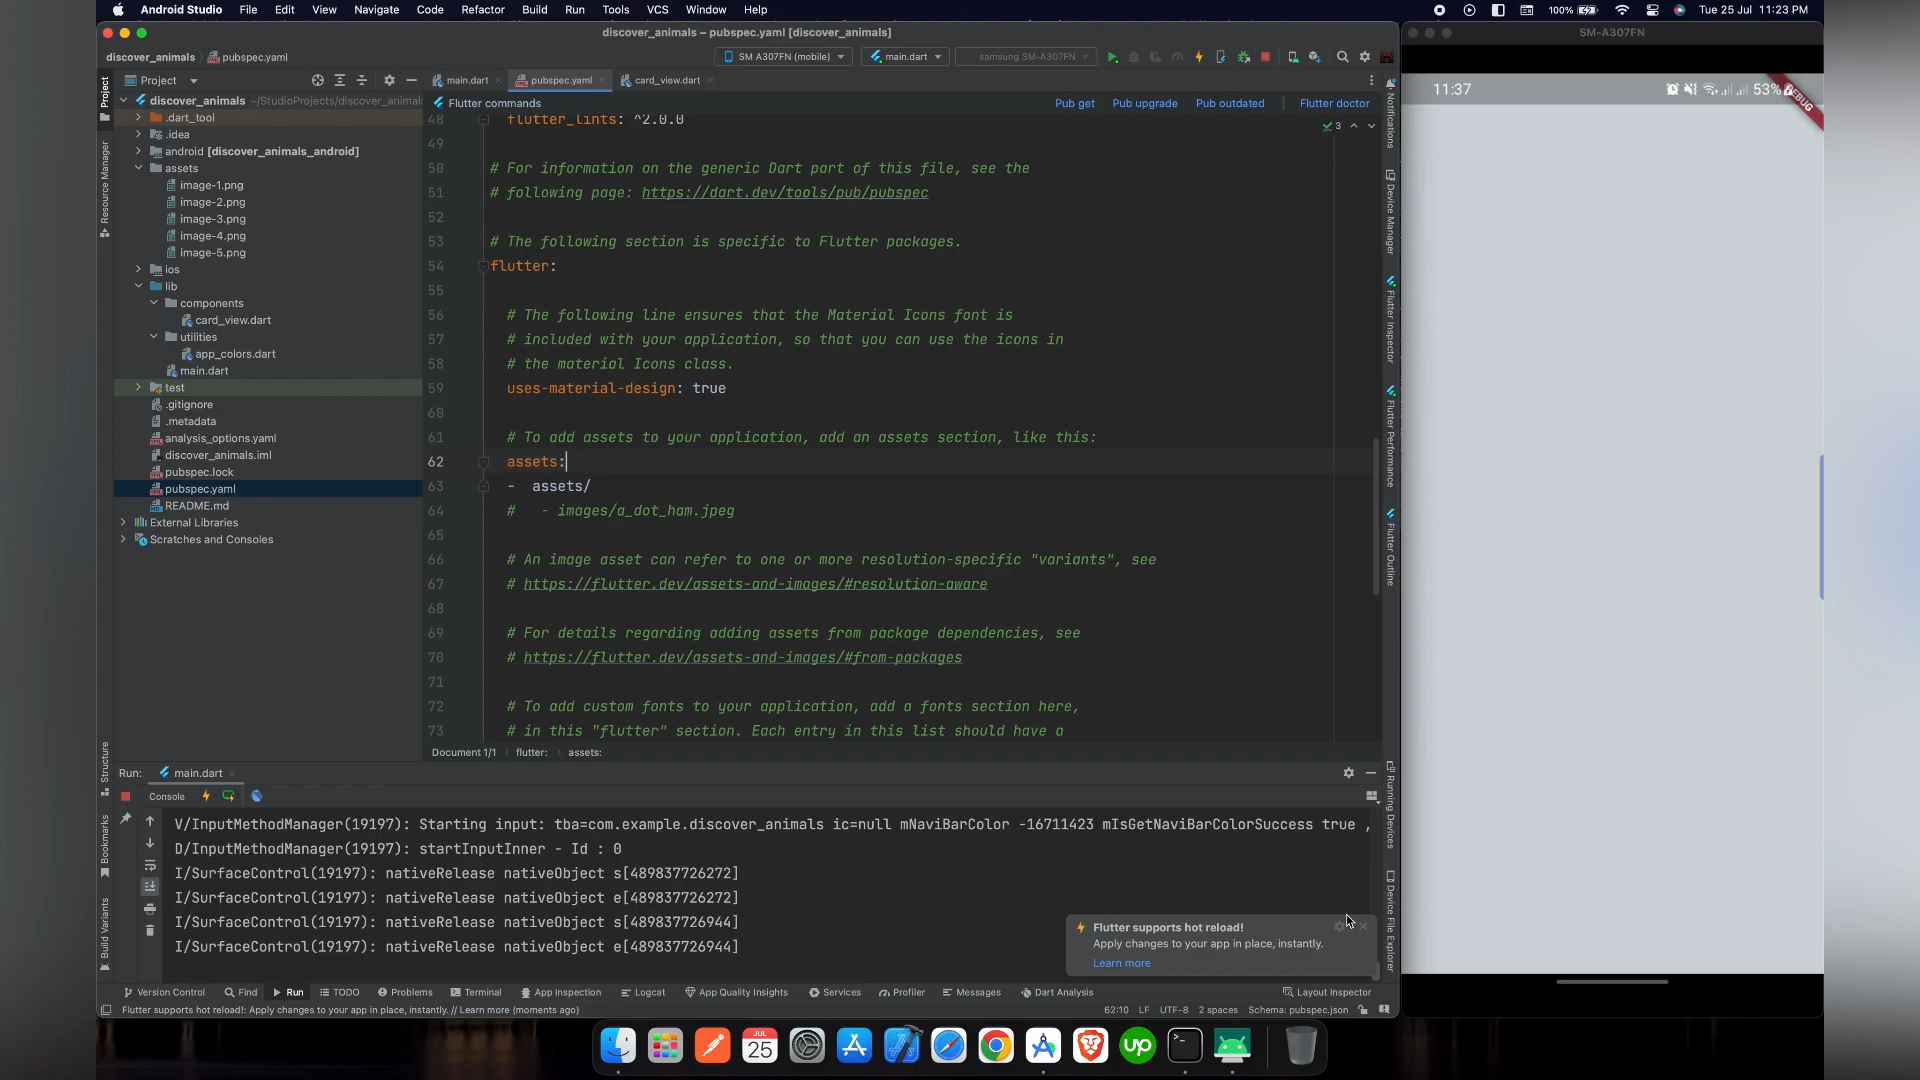 Android Studio File Edit View Navigate Code Refactor Build Run Tools VCS Window Help
100% Tue 25 Jul 11:23 PM
discover_animals – pubspec.yaml [discover_animals]
SM-A307FN
discover_animals pubspec.yaml
SM A307FN (mobile) main.dart samsung SM-A307FN
Project
main.dart pubspec.yaml card_view.dart
Flutter commands
Pub get Pub upgrade Pub outdated Flutter doctor
11:37 53%
DEBUG
discover_animals ~/StudioProjects/discover_animals
.dart_tool
.idea
android [discover_animals_android]
assets
image-1.png
image-2.png
image-3.png
image-4.png
image-5.png
ios
lib
components
card_view.dart
utilities
app_colors.dart
main.dart
test
.gitignore
.metadata
analysis_options.yaml
discover_animals.iml
pubspec.lock
pubspec.yaml
README.md
External Libraries
Scratches and Consoles
Project
Resource Manager
Structure
Bookmarks
Build Variants
3
48 flutter_lints: ^2.0.0
49
50 # For information on the generic Dart part of this file, see the
51 # following page: https://dart.dev/tools/pub/pubspec
52
53 # The following section is specific to Flutter packages.
54 flutter:
55
56 # The following line ensures that the Material Icons font is
57 # included with your application, so that you can use the icons in
58 # the material Icons class.
59 uses-material-design: true
60
61 # To add assets to your application, add an assets section, like this:
62 assets:
63 - assets/
64 # - images/a_dot_ham.jpeg
65
66 # An image asset can refer to one or more resolution-specific "variants", see
67 # https://flutter.dev/assets-and-images/#resolution-aware
68
69 # For details regarding adding assets from package dependencies, see
70 # https://flutter.dev/assets-and-images/#from-packages
71
72 # To add custom fonts to your application, add a fonts section here,
73 # in this "flutter" section. Each entry in this list should have a
Document 1/1 flutter: assets:
Notifications
Device Manager
Flutter Inspector
Flutter Performance
Flutter Outline
Running Devices
Device File Explorer
Run: main.dart
Console
V/InputMethodManager(19197): Starting input: tba=com.example.discover_animals ic=null mNaviBarColor -16711423 mIsGetNaviBarColorSuccess true ,
D/InputMethodManager(19197): startInputInner - Id : 0
I/SurfaceControl(19197): nativeRelease nativeObject s[489837726272]
I/SurfaceControl(19197): nativeRelease nativeObject e[489837726272]
I/SurfaceControl(19197): nativeRelease nativeObject s[489837726944]
I/SurfaceControl(19197): nativeRelease nativeObject e[489837726944]
Flutter supports hot reload!
Apply changes to your app in place, instantly.
Learn more
Version Control Find Run TODO Problems Terminal App Inspection Logcat App Quality Insights Services Profiler Messages Dart Analysis Layout Inspector
Flutter supports hot reload!: Apply changes to your app in place, instantly. // Learn more (moments ago) 62:10 LF UTF-8 2 spaces Schema: pubspec.json
JUL
25
up